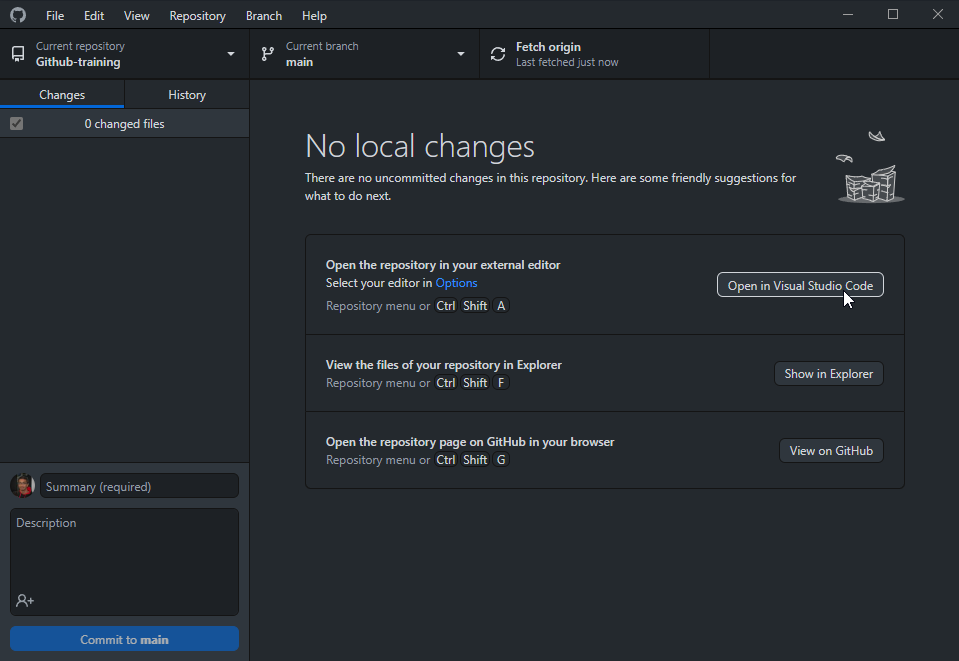 File Edit View Repository Branch Help
Current repository
Github-training
Current branch
main
Fetch origin
Last fetched just now
Changes
History
0 changed files
No local changes
There are no uncommitted changes in this repository. Here are some friendly suggestions for
what to do next.
Open the repository in your external editor
Select your editor in Options
Repository menu or Ctrl Shift A
Open in Visual Studio Code
View the files of your repository in Explorer
Repository menu or Ctrl Shift F
Show in Explorer
Open the repository page on GitHub in your browser
Repository menu or Ctrl Shift G
View on GitHub
Summary (required)
Description
Commit to main